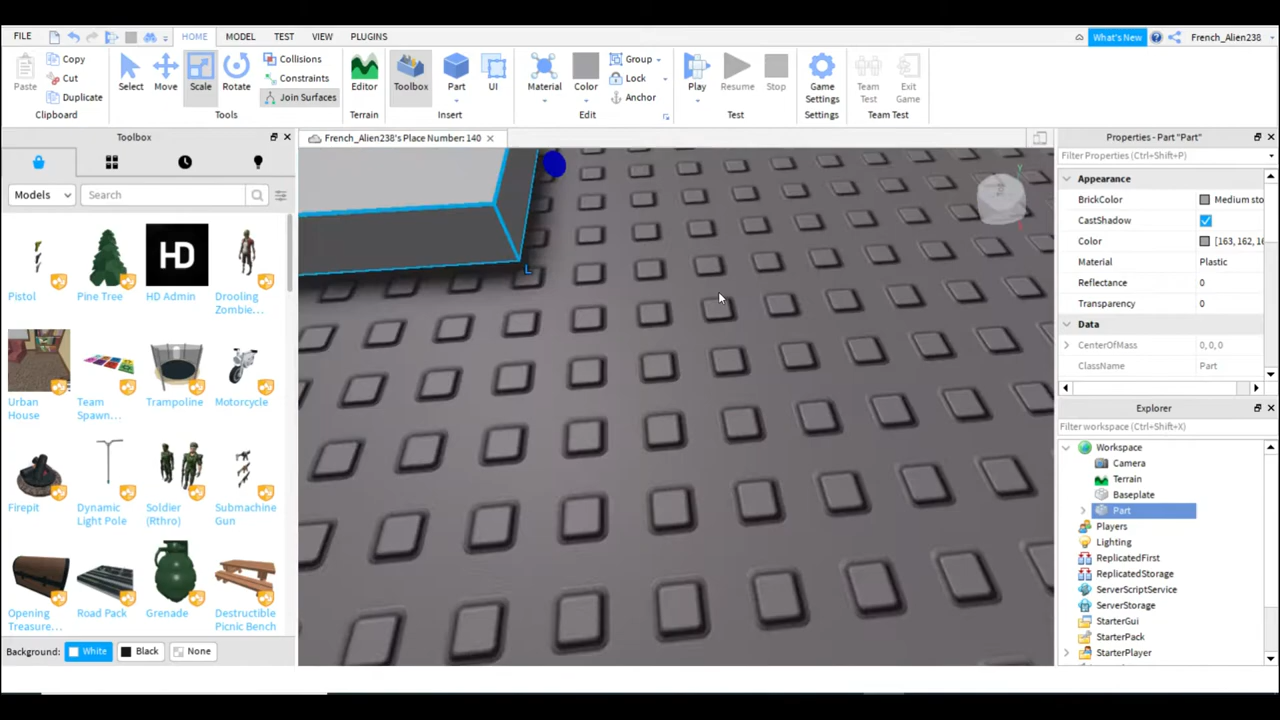 FILE HOME MODEL TEST VIEW PLUGINS What's New French_Alien238
Paste Copy Cut Duplicate Select Move Scale Rotate Collisions Constraints Join Surfaces Editor Toolbox Part UI Material Color Group Lock Anchor Play Resume Stop Game Settings Team Test Exit Game
Clipboard Tools Terrain Insert Edit Test Settings Team Test
Toolbox
French_Alien238's Place Number: 140
Properties - Part "Part"
Filter Properties (Ctrl+Shift+P)
Models Search
Appearance
BrickColor Medium sto
CastShadow
Color [163, 162, 16
Material Plastic
Reflectance 0
Transparency 0
Data
CenterOfMass 0, 0, 0
ClassName Part
HD
Pistol Pine Tree HD Admin Drooling Zombie...
Urban House Team Spawn... Trampoline Motorcycle
Firepit Dynamic Light Pole Soldier (Rthro) Submachine Gun
Opening Treasure... Road Pack Grenade Destructible Picnic Bench
Background: White Black None
L
Y
Explorer
Filter workspace (Ctrl+Shift+X)
Workspace
Camera
Terrain
Baseplate
Part
Players
Lighting
ReplicatedFirst
ReplicatedStorage
ServerScriptService
ServerStorage
StarterGui
StarterPack
StarterPlayer